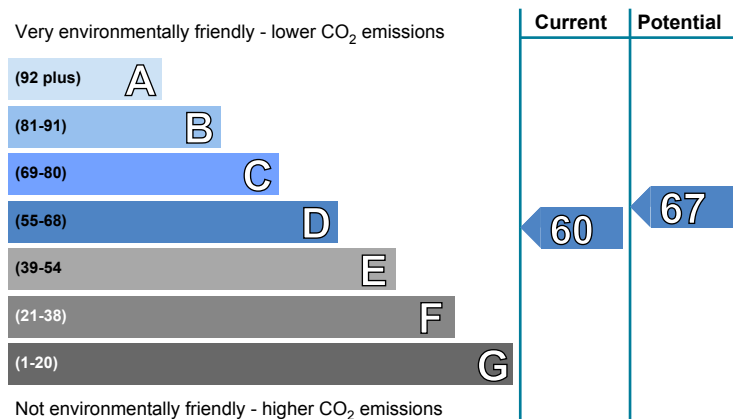 Very environmentally friendly - lower CO2 emissions
Current
Potential
(92 plus) A
(81-91) B
(69-80) C
(55-68) D
(39-54 E
(21-38) F
(1-20) G
60
67
Not environmentally friendly - higher CO2 emissions